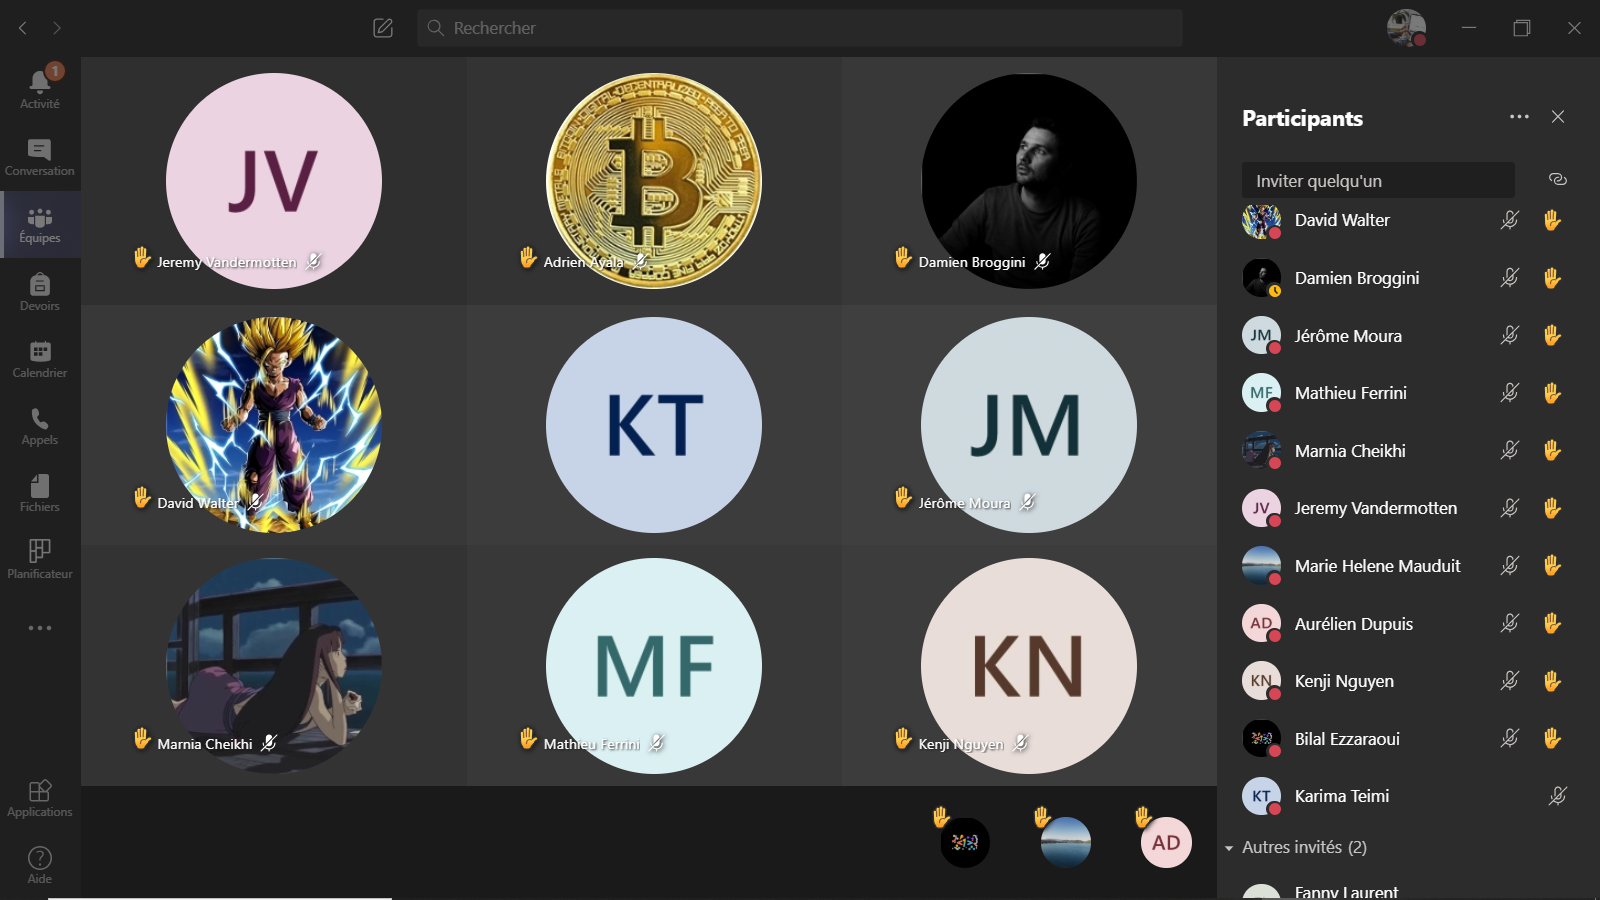 Rechercher
1
Activité
Conversation
Équipes
Devoirs
Calendrier
Appels
Fichiers
Planificateur
Applications
Aide
JV
Jeremy Vandermotten
Adrien Ayala
Damien Broggini
David Walter
KT
JM
Jérôme Moura
Marnia Cheikhi
MF
Mathieu Ferrini
KN
Kenji Nguyen
AD
Participants
Inviter quelqu'un
David Walter
Damien Broggini
JM Jérôme Moura
MF Mathieu Ferrini
Marnia Cheikhi
JV Jeremy Vandermotten
Marie Helene Mauduit
AD Aurélien Dupuis
KN Kenji Nguyen
Bilal Ezzaraoui
KT Karima Teimi
Autres invités (2)
Fanny Laurent